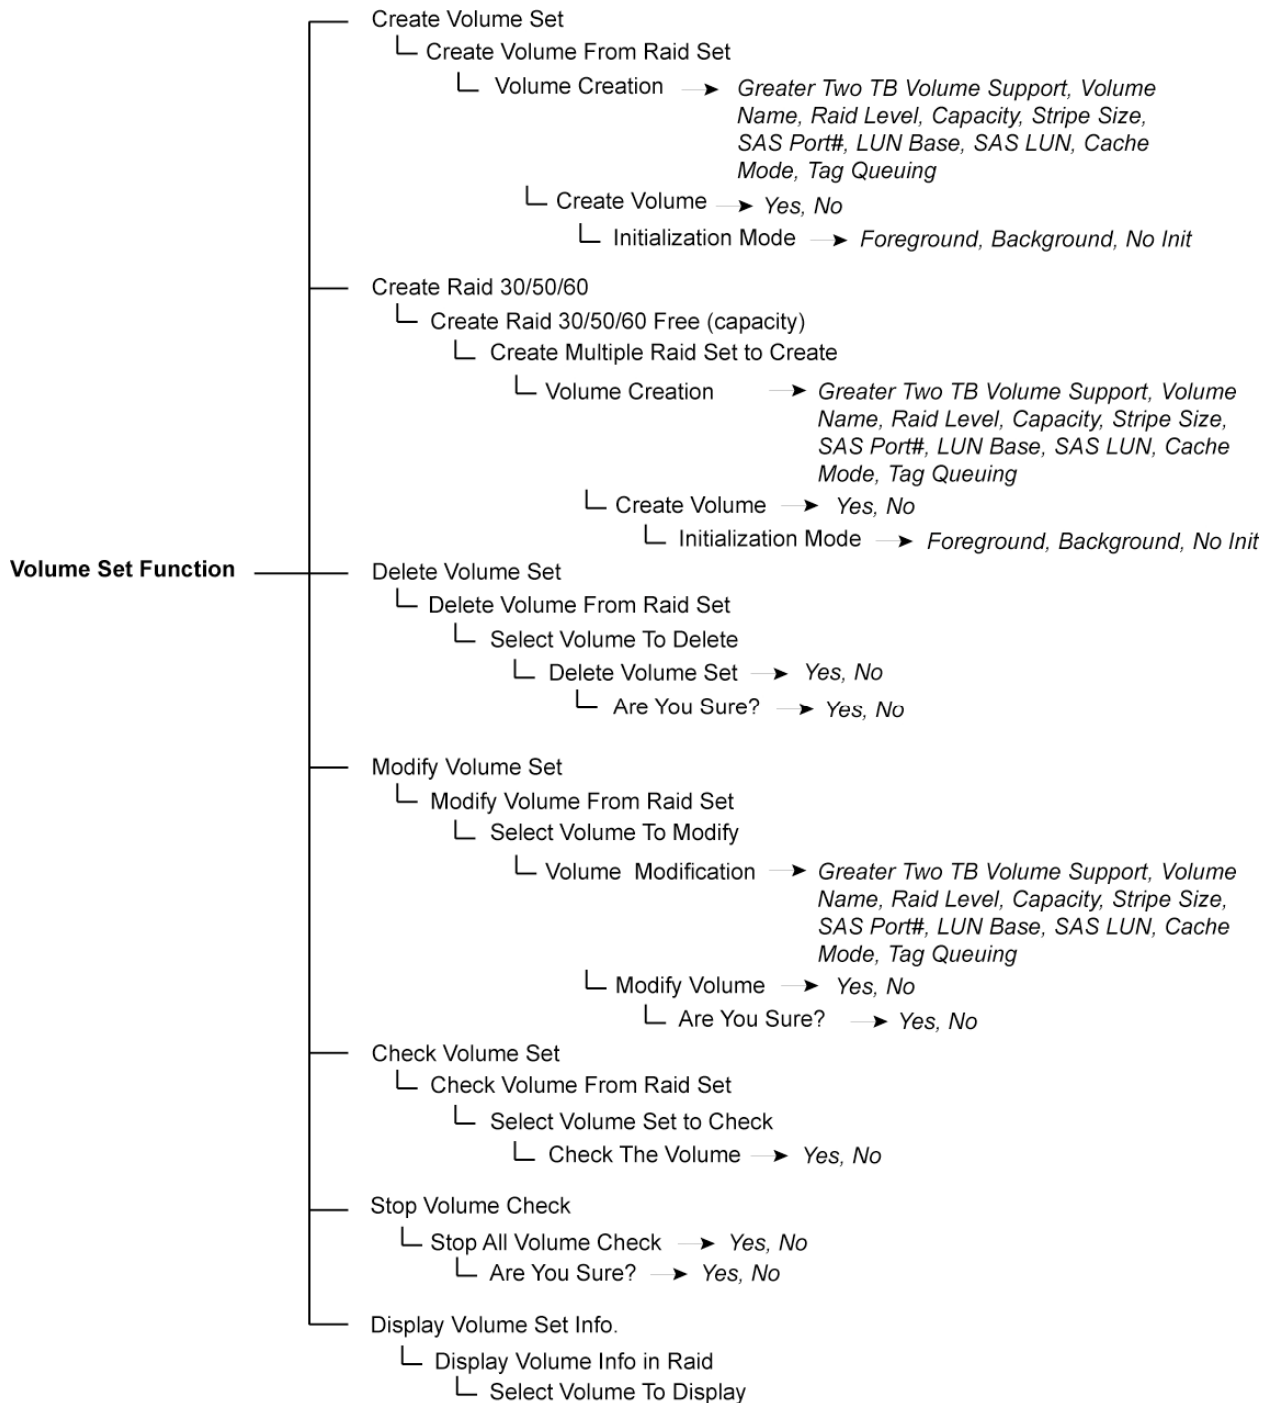 Create Volume Set
Create Volume From Raid Set
Volume Creation
Greater Two TB Volume Support, Volume
Name, Raid Level, Capacity, Stripe Size,
SAS Port#, LUN Base, SAS LUN, Cache
Mode, Tag Queuing
Create Volume
Yes, No
Initialization Mode
Foreground, Background, No Init
Create Raid 30/50/60
Create Raid 30/50/60 Free (capacity)
Create Multiple Raid Set to Create
Volume Creation
Greater Two TB Volume Support, Volume
Name, Raid Level, Capacity, Stripe Size,
SAS Port#, LUN Base, SAS LUN, Cache
Mode, Tag Queuing
Create Volume
Yes, No
Initialization Mode
Foreground, Background, No Init
Volume Set Function
Delete Volume Set
Delete Volume From Raid Set
Select Volume To Delete
Delete Volume Set
Yes, No
Are You Sure?
Yes, No
Modify Volume Set
Modify Volume From Raid Set
Select Volume To Modify
Volume Modification
Greater Two TB Volume Support, Volume
Name, Raid Level, Capacity, Stripe Size,
SAS Port#, LUN Base, SAS LUN, Cache
Mode, Tag Queuing
Modify Volume
Yes, No
Are You Sure?
Yes, No
Check Volume Set
Check Volume From Raid Set
Select Volume Set to Check
Check The Volume
Yes, No
Stop Volume Check
Stop All Volume Check
Yes, No
Are You Sure?
Yes, No
Display Volume Set Info.
Display Volume Info in Raid
Select Volume To Display